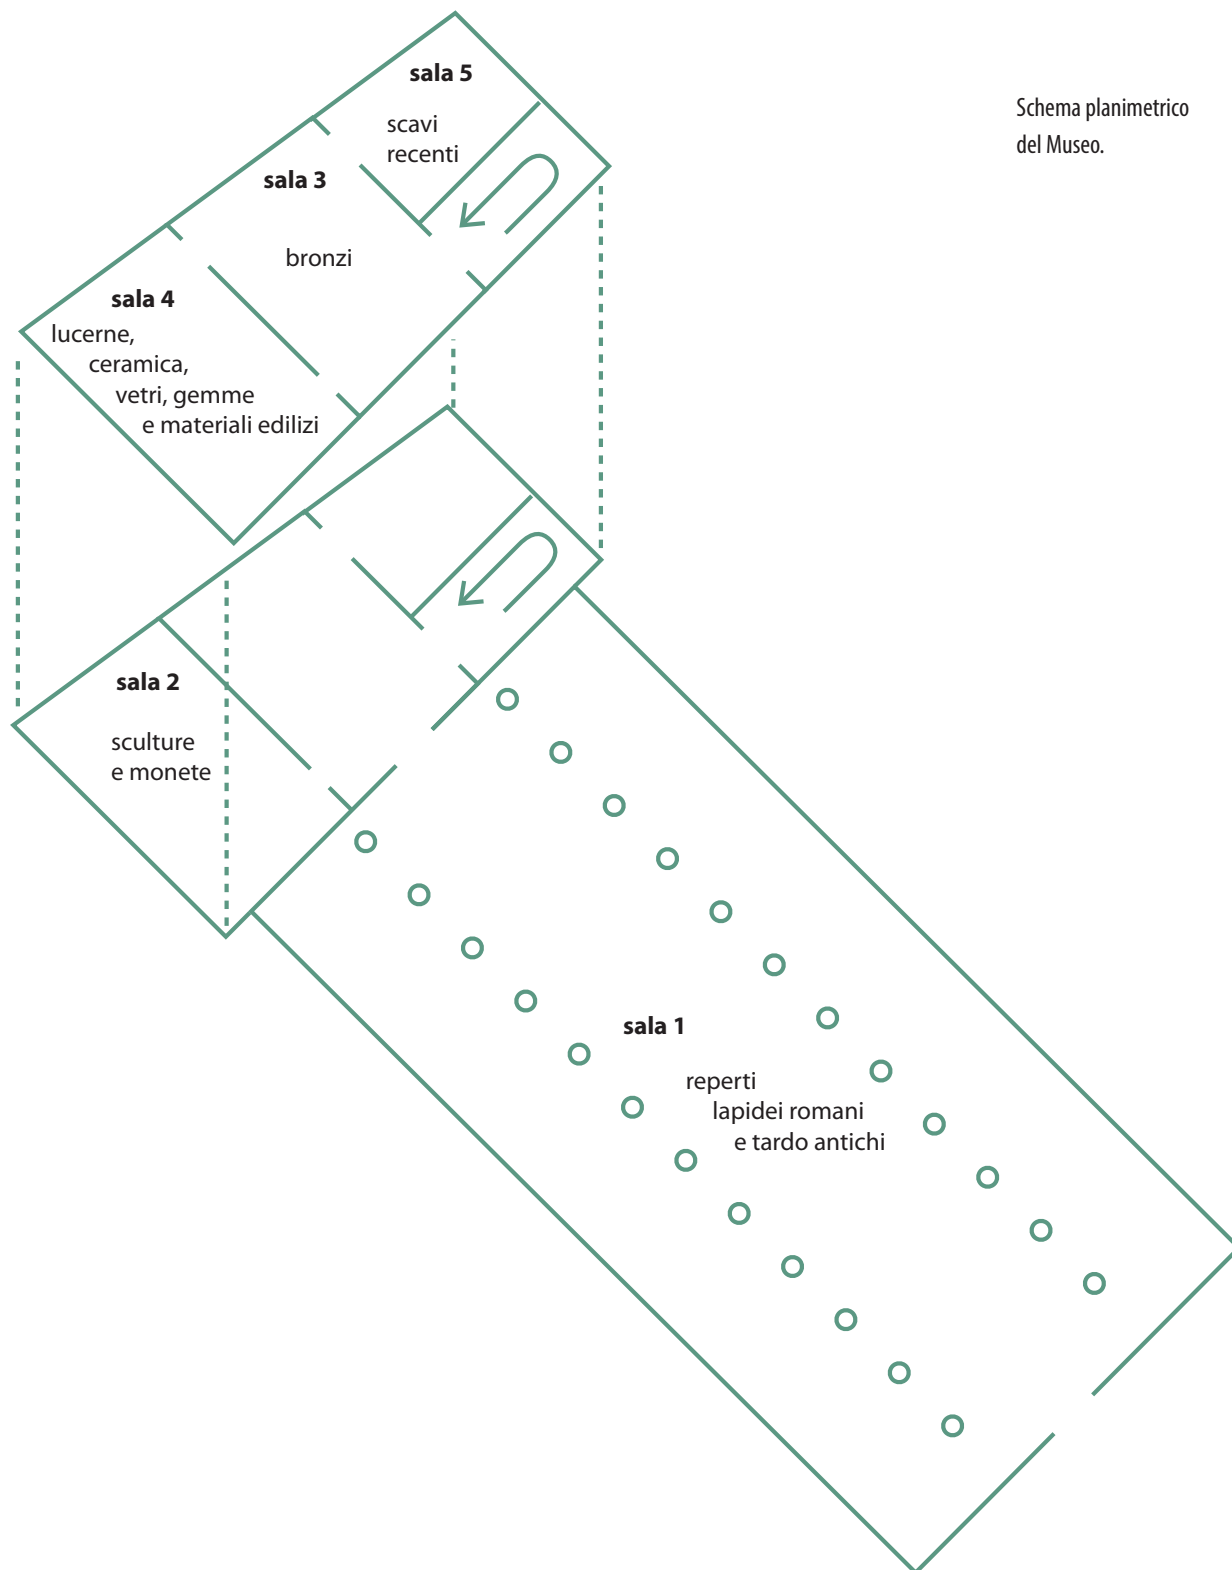 Schema planimetrico
del Museo.
sala 5
scavi
recenti
sala 3
bronzi
sala 4
lucerne,
ceramica,
vetri, gemme
e materiali edilizi
sala 2
sculture
e monete
sala 1
reperti
lapidei romani
e tardo antichi